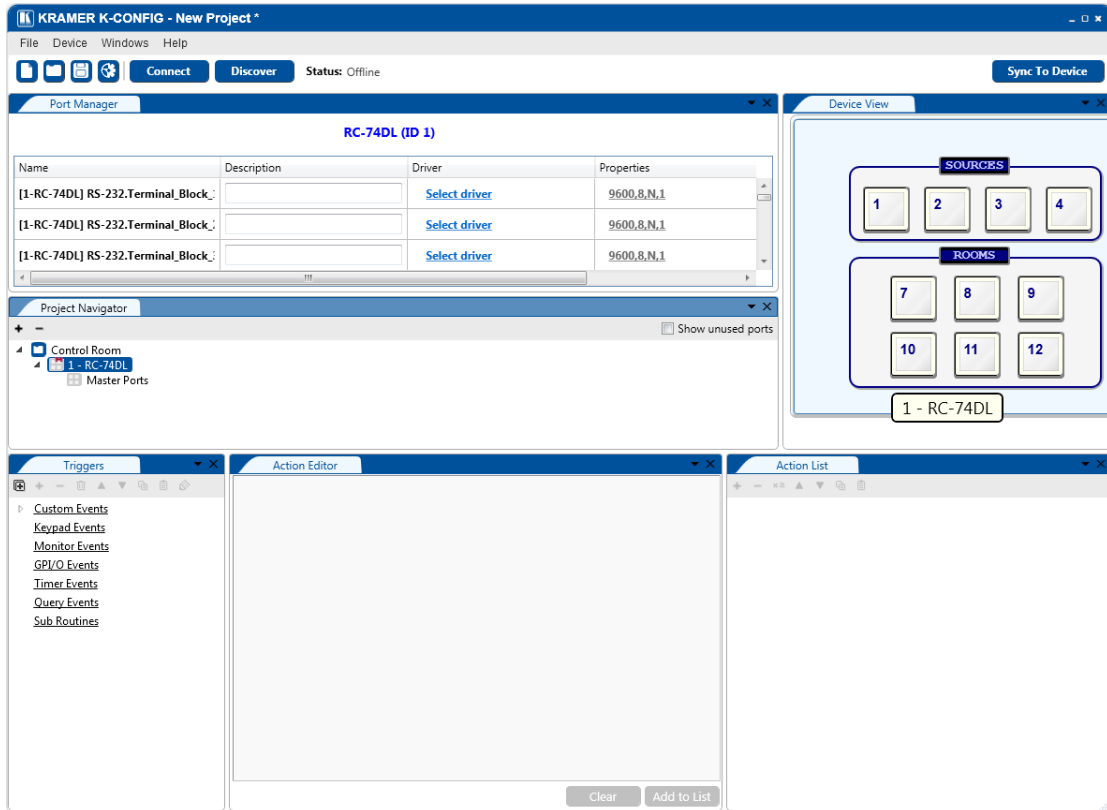 KRAMER K-CONFIG - New Project *
File Device Windows Help
Connect Discover Status: Offline Sync To Device
Port Manager
RC-74DL (ID 1)
Name Description Driver Properties
[1-RC-74DL] RS-232.Terminal_Block_ Select driver 9600,8,N,1
[1-RC-74DL] RS-232.Terminal_Block_ Select driver 9600,8,N,1
[1-RC-74DL] RS-232.Terminal_Block_ Select driver 9600,8,N,1
Project Navigator
Show unused ports
Control Room
1 - RC-74DL
Master Ports
Device View
SOURCES
1 2 3 4
ROOMS
7 8 9
10 11 12
1 - RC-74DL
Triggers
Custom Events
Keypad Events
Monitor Events
GPI/O Events
Timer Events
Query Events
Sub Routines
Action Editor
Clear Add to List
Action List